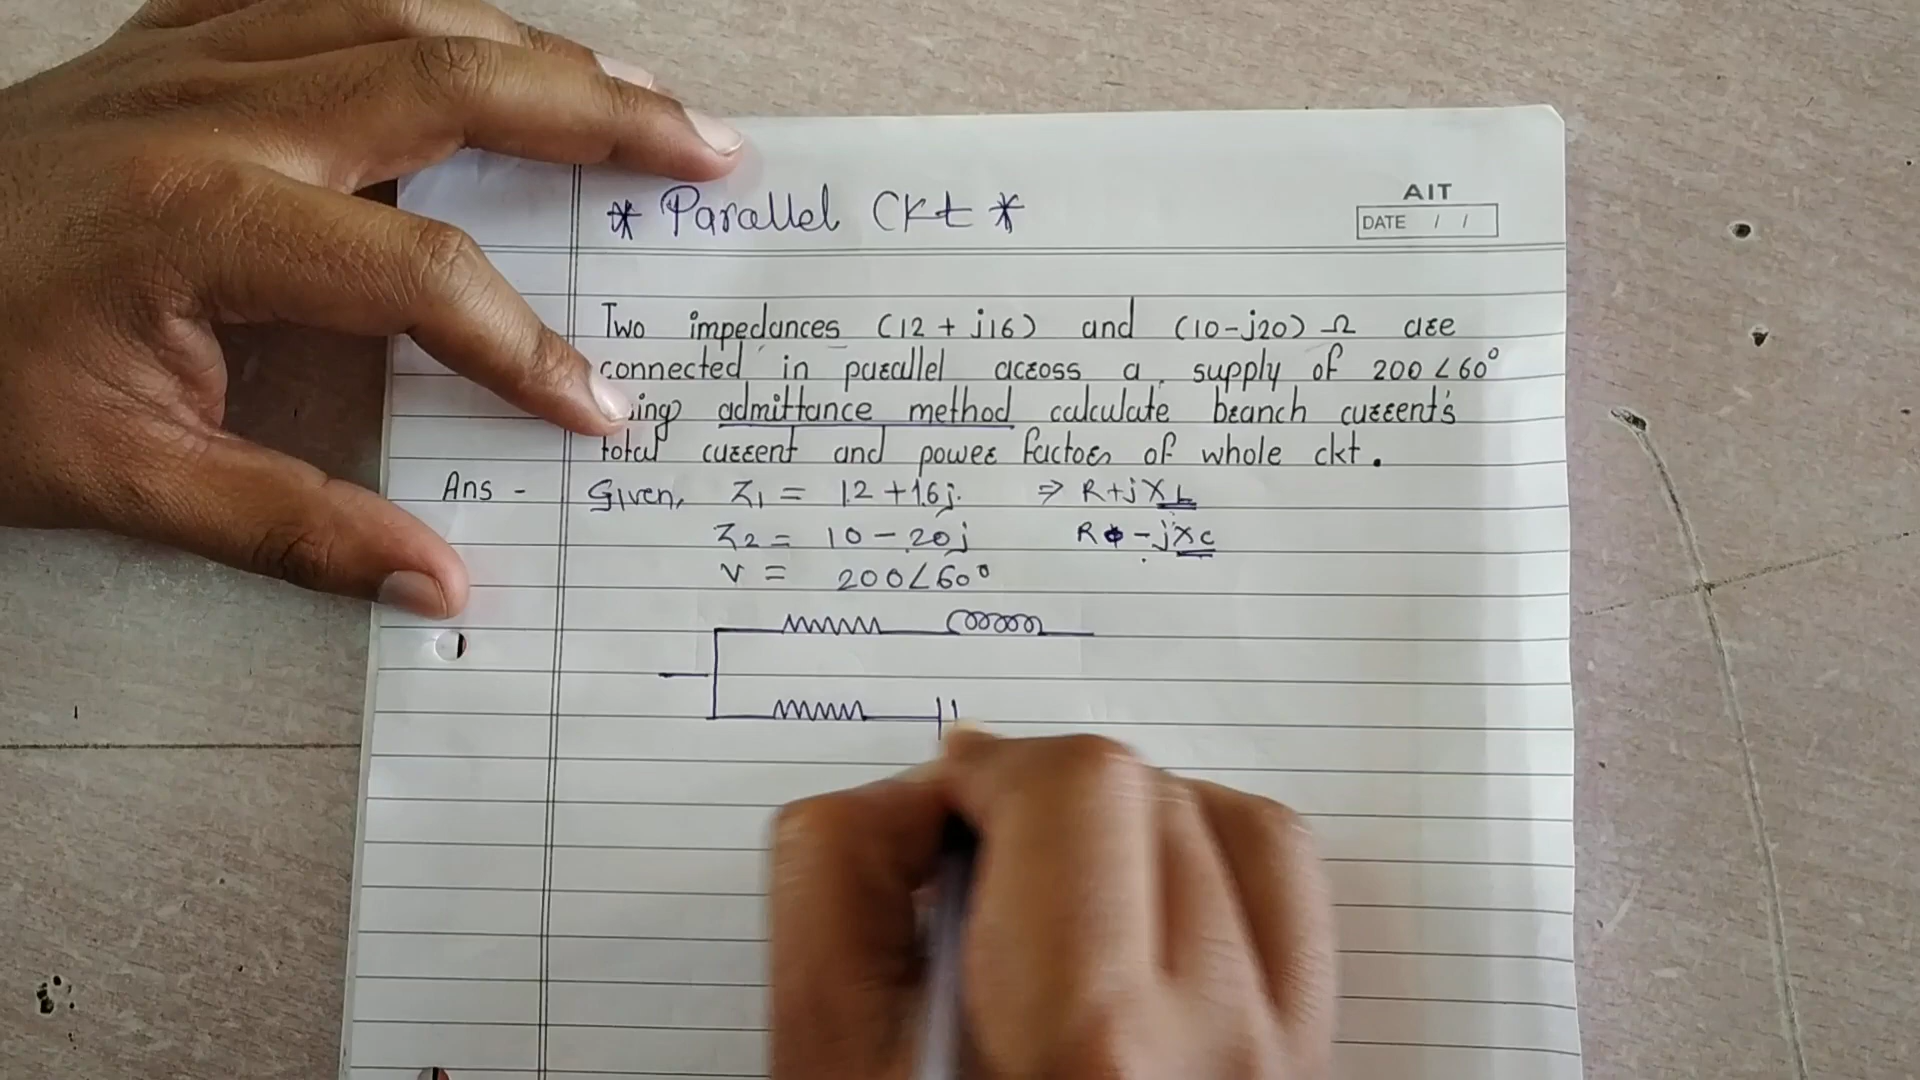 * Parallel Ckt *
AIT
DATE / /
Two impedances (12 + j16) and (10-j20) Ω are
connected in parallel across a supply of 200∠60°
admittance method calculate branch current's
total current and power factor of whole ckt.
Ans - Given, Z1 = 12 + 16j. ⇒ R+jXL
Z2 = 10 - 20j R - jXc
V = 200∠60°